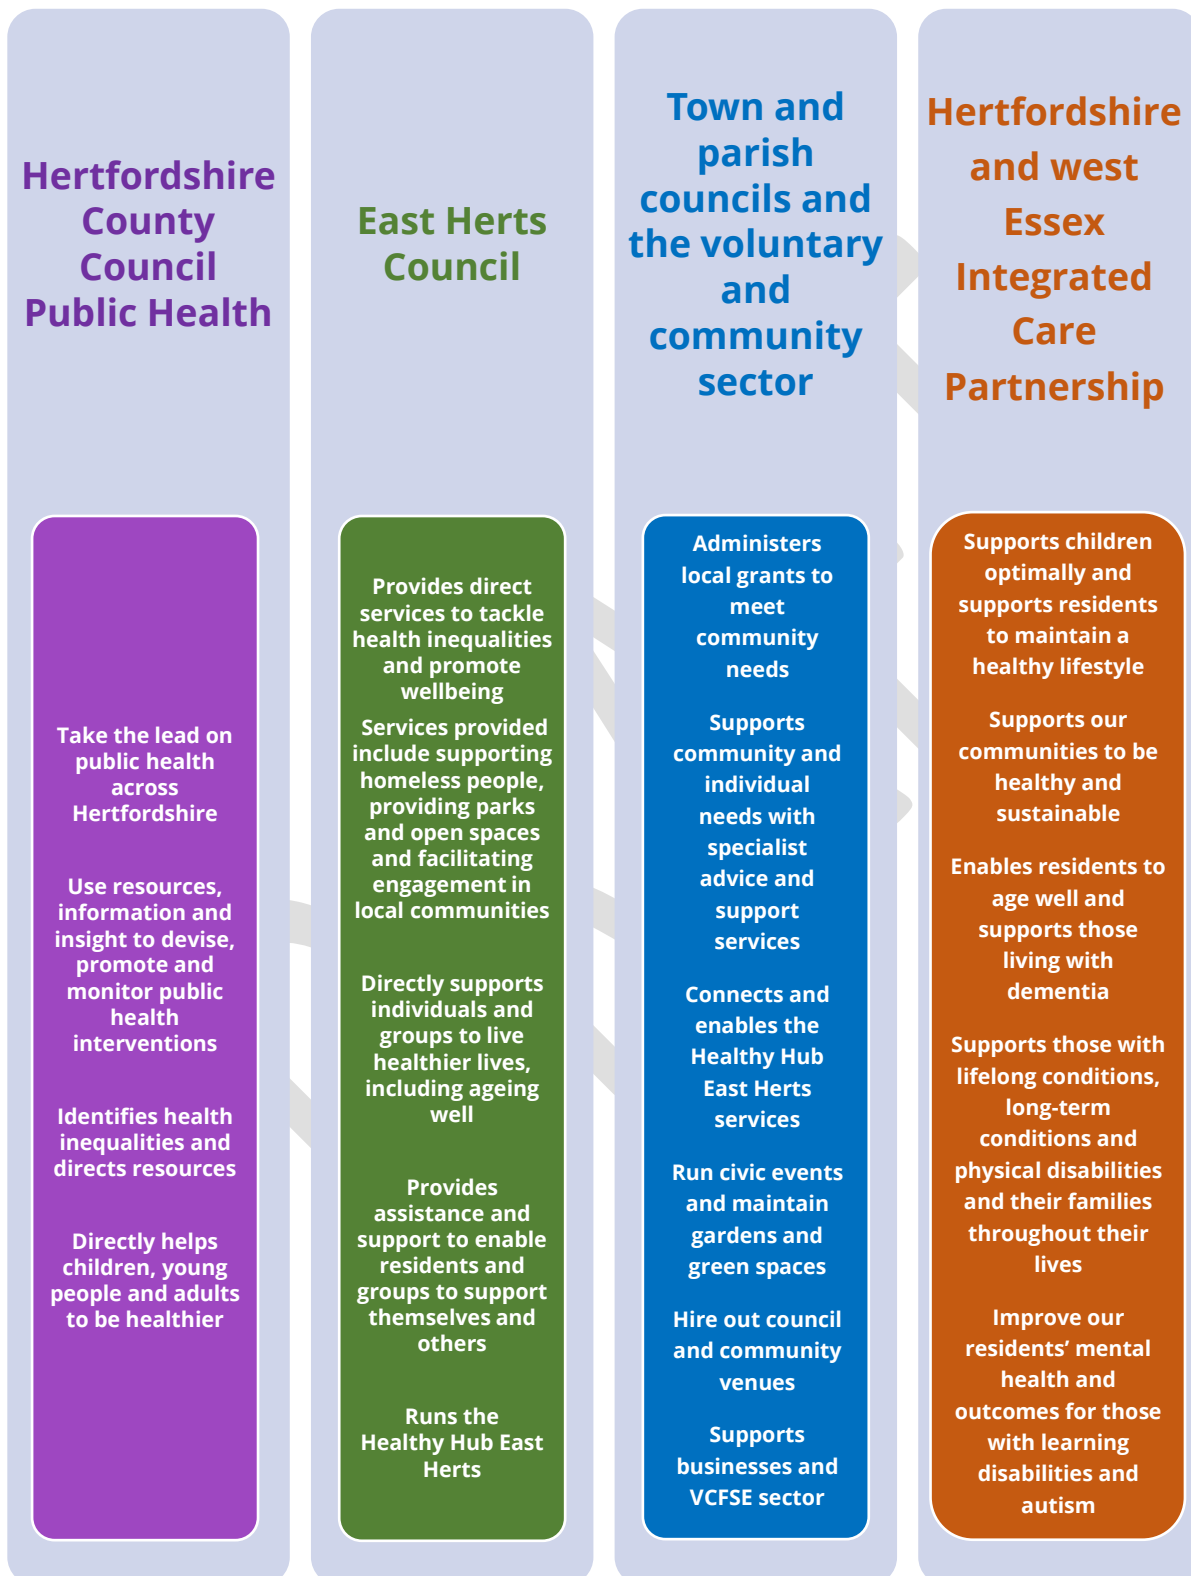 Hertfordshire
County
Council
Public Health
Take the lead on
public health
across
Hertfordshire
Use resources,
information and
insight to devise,
promote and
monitor public
health
interventions
Identifies health
inequalities and
directs resources
Directly helps
children, young
people and adults
to be healthier
East Herts
Council
Provides direct
services to tackle
health inequalities
and promote
wellbeing
Services provided
include supporting
homeless people,
providing parks
and open spaces
and facilitating
engagement in
local communities
Directly supports
individuals and
groups to live
healthier lives,
including ageing
well
Provides
assistance and
support to enable
residents and
groups to support
themselves and
others
Runs the
Healthy Hub East
Herts
Town and
parish
councils and
the voluntary
and
community
sector
Administers
local grants to
meet
community
needs
Supports
community and
individual
needs with
specialist
advice and
support
services
Connects and
enables the
Healthy Hub
East Herts
services
Run civic events
and maintain
gardens and
green spaces
Hire out council
and community
venues
Supports
businesses and
VCFSE sector
Hertfordshire
and west
Essex
Integrated
Care
Partnership
Supports children
optimally and
supports residents
to maintain a
healthy lifestyle
Supports our
communities to be
healthy and
sustainable
Enables residents to
age well and
supports those
living with
dementia
Supports those with
lifelong conditions,
long-term
conditions and
physical disabilities
and their families
throughout their
lives
Improve our
residents’ mental
health and
outcomes for those
with learning
disabilities and
autism